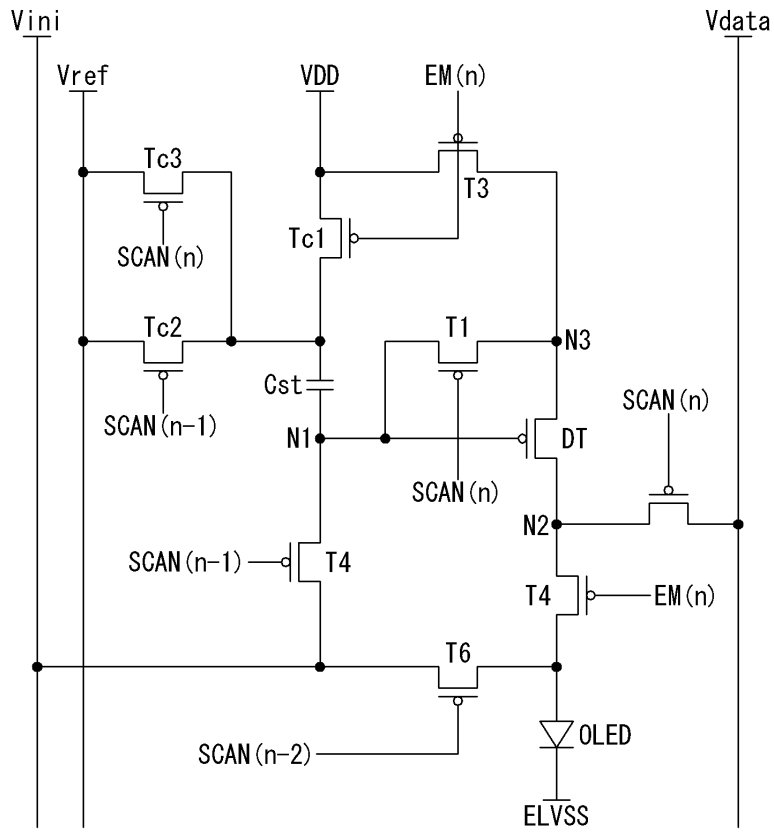 Vini
Vdata
Vref
VDD
EM(n)
Tc3
T3
SCAN(n)
Tc1
Tc2
T1
N3
Cst
SCAN(n-1)
SCAN(n)
N1
DT
SCAN(n)
N2
SCAN(n-1)
T4
T4
EM(n)
T6
SCAN(n-2)
OLED
ELVSS